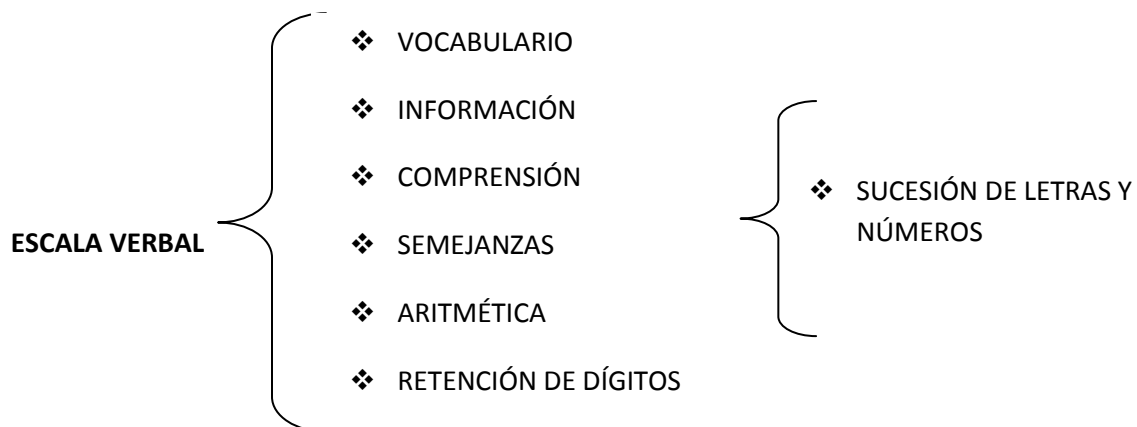 ESCALA VERBAL
❖ VOCABULARIO
❖ INFORMACIÓN
❖ COMPRENSIÓN
❖ SEMEJANZAS
❖ ARITMÉTICA
❖ RETENCIÓN DE DÍGITOS
❖ SUCESIÓN DE LETRAS Y
NÚMEROS